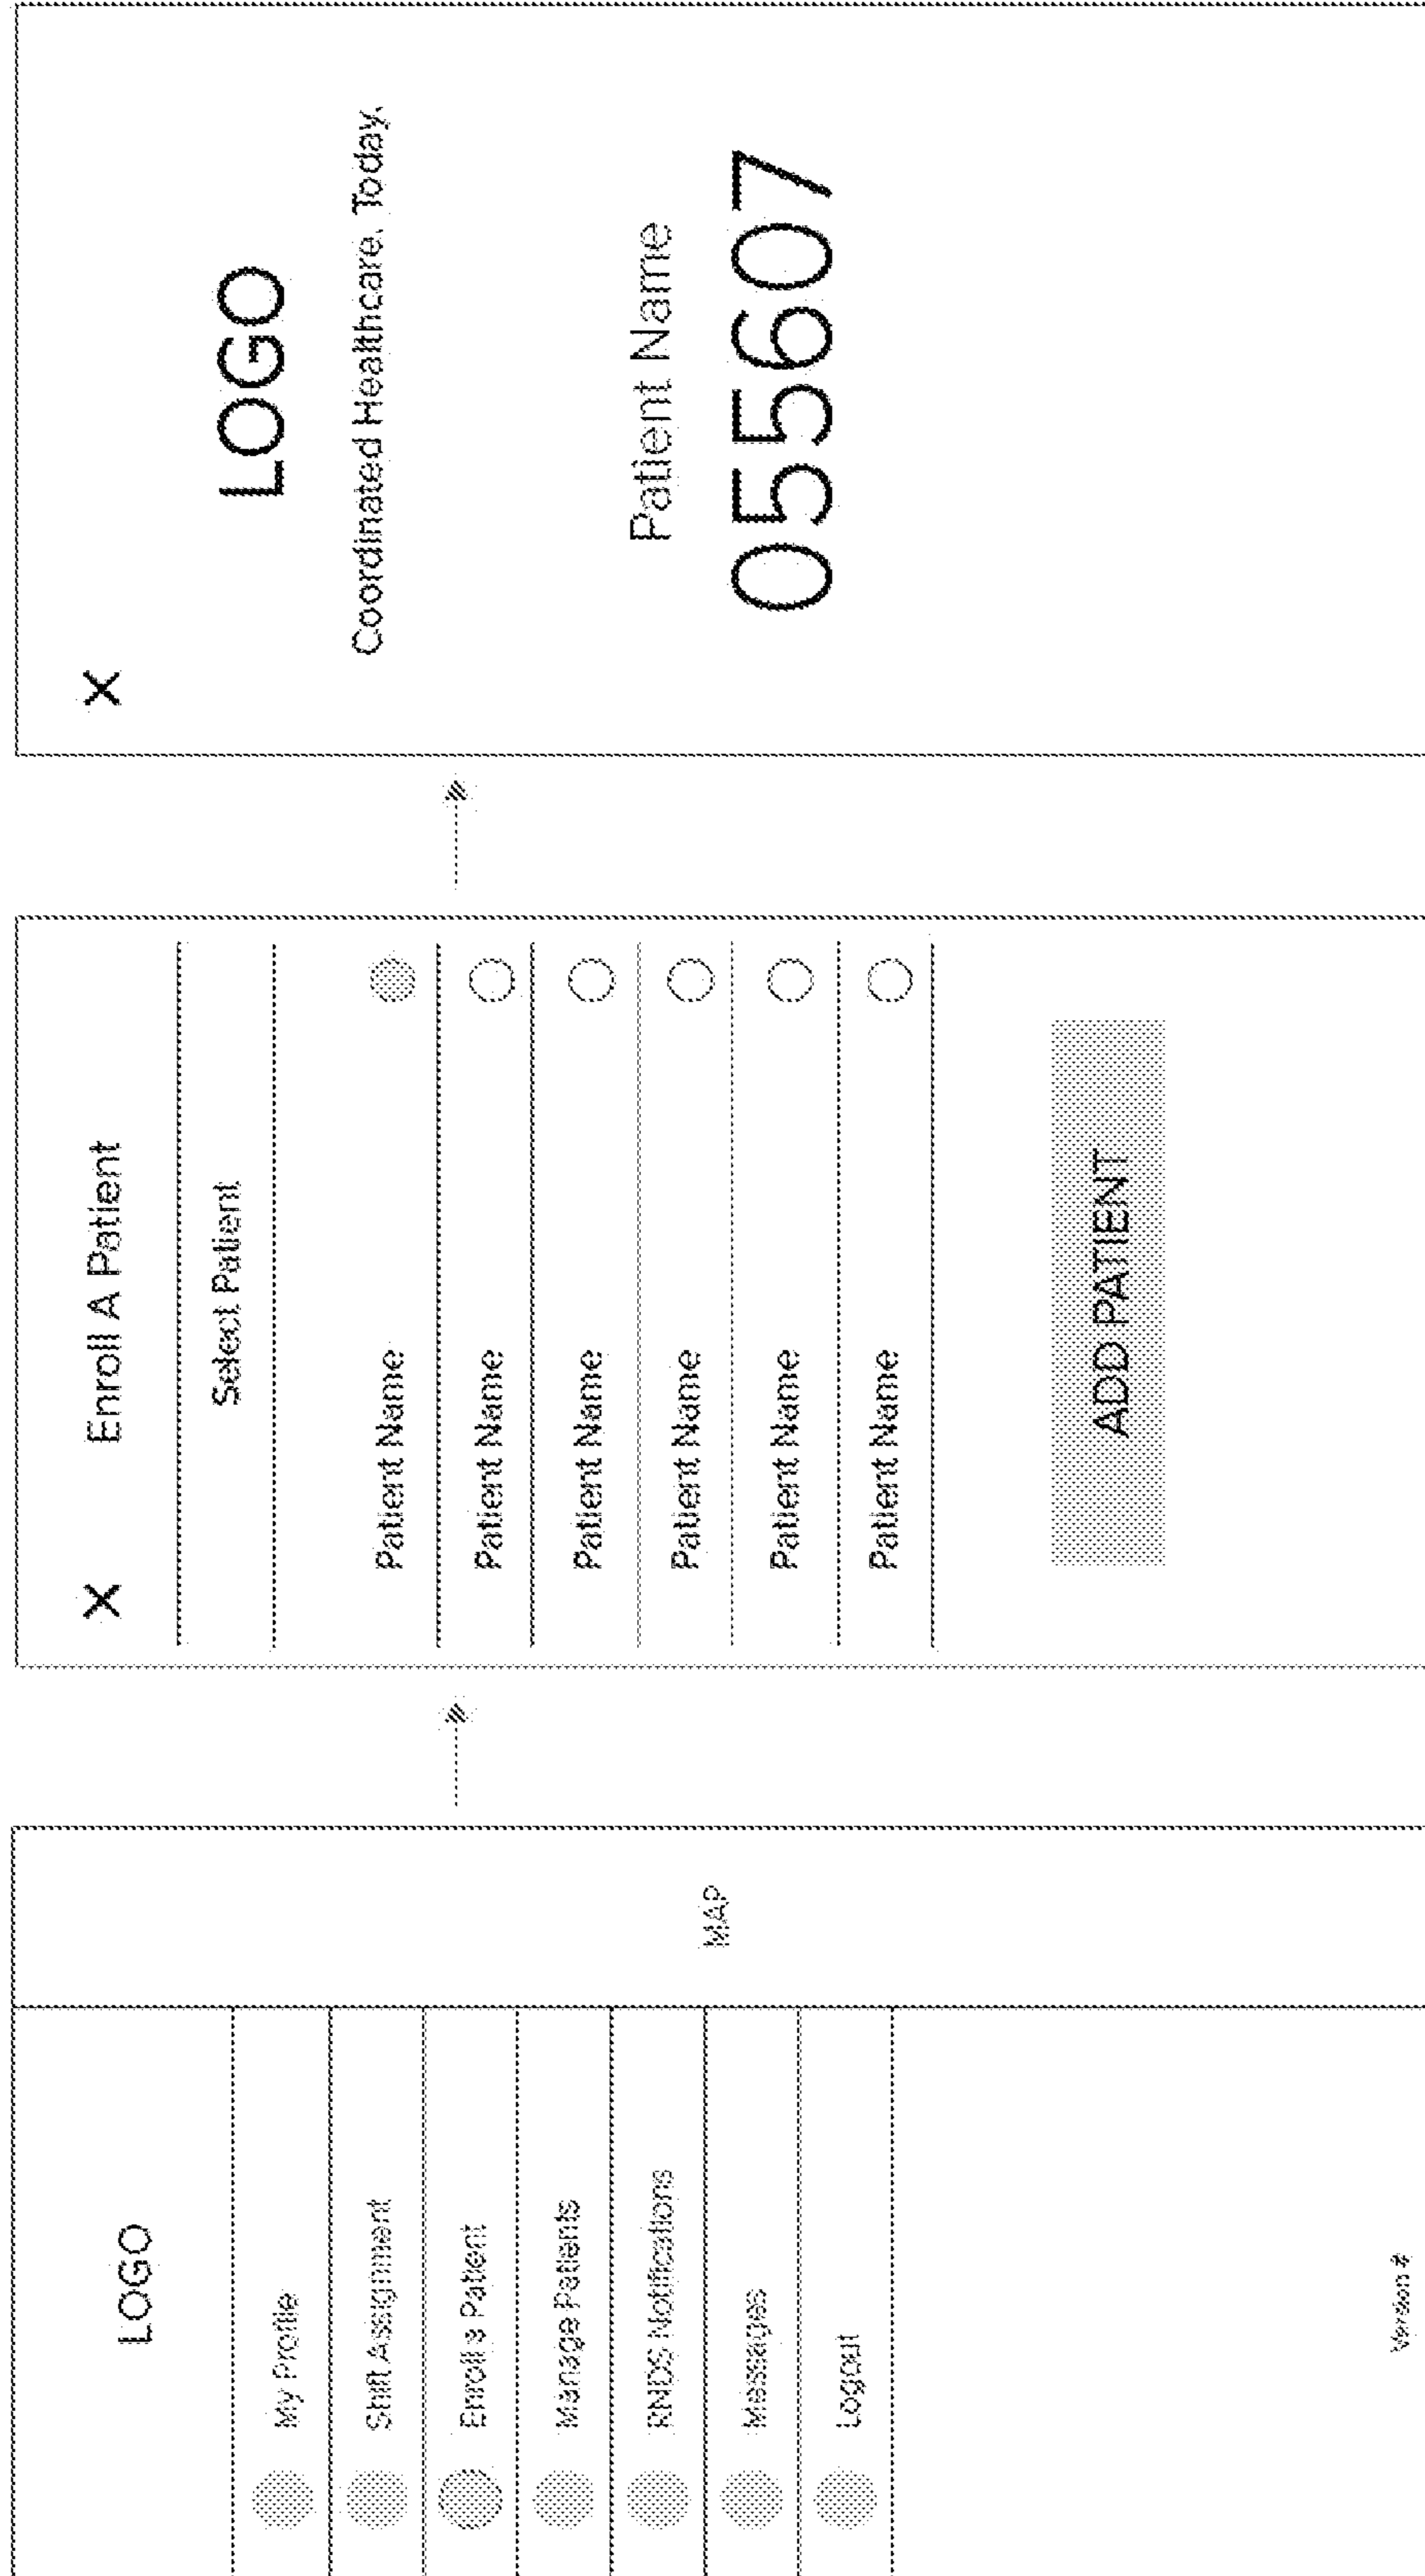 LOGO
My Profile
Shift Assignment
Enroll a Patient
Manage Patients
RNDS Notifications
Messages
Logout
Version #
MAP
X
Enroll A Patient
Select Patient
Patient Name
Patient Name
Patient Name
Patient Name
Patient Name
Patient Name
ADD PATIENT
X
LOGO
Coordinated Healthcare. Today.
Patient Name
055607